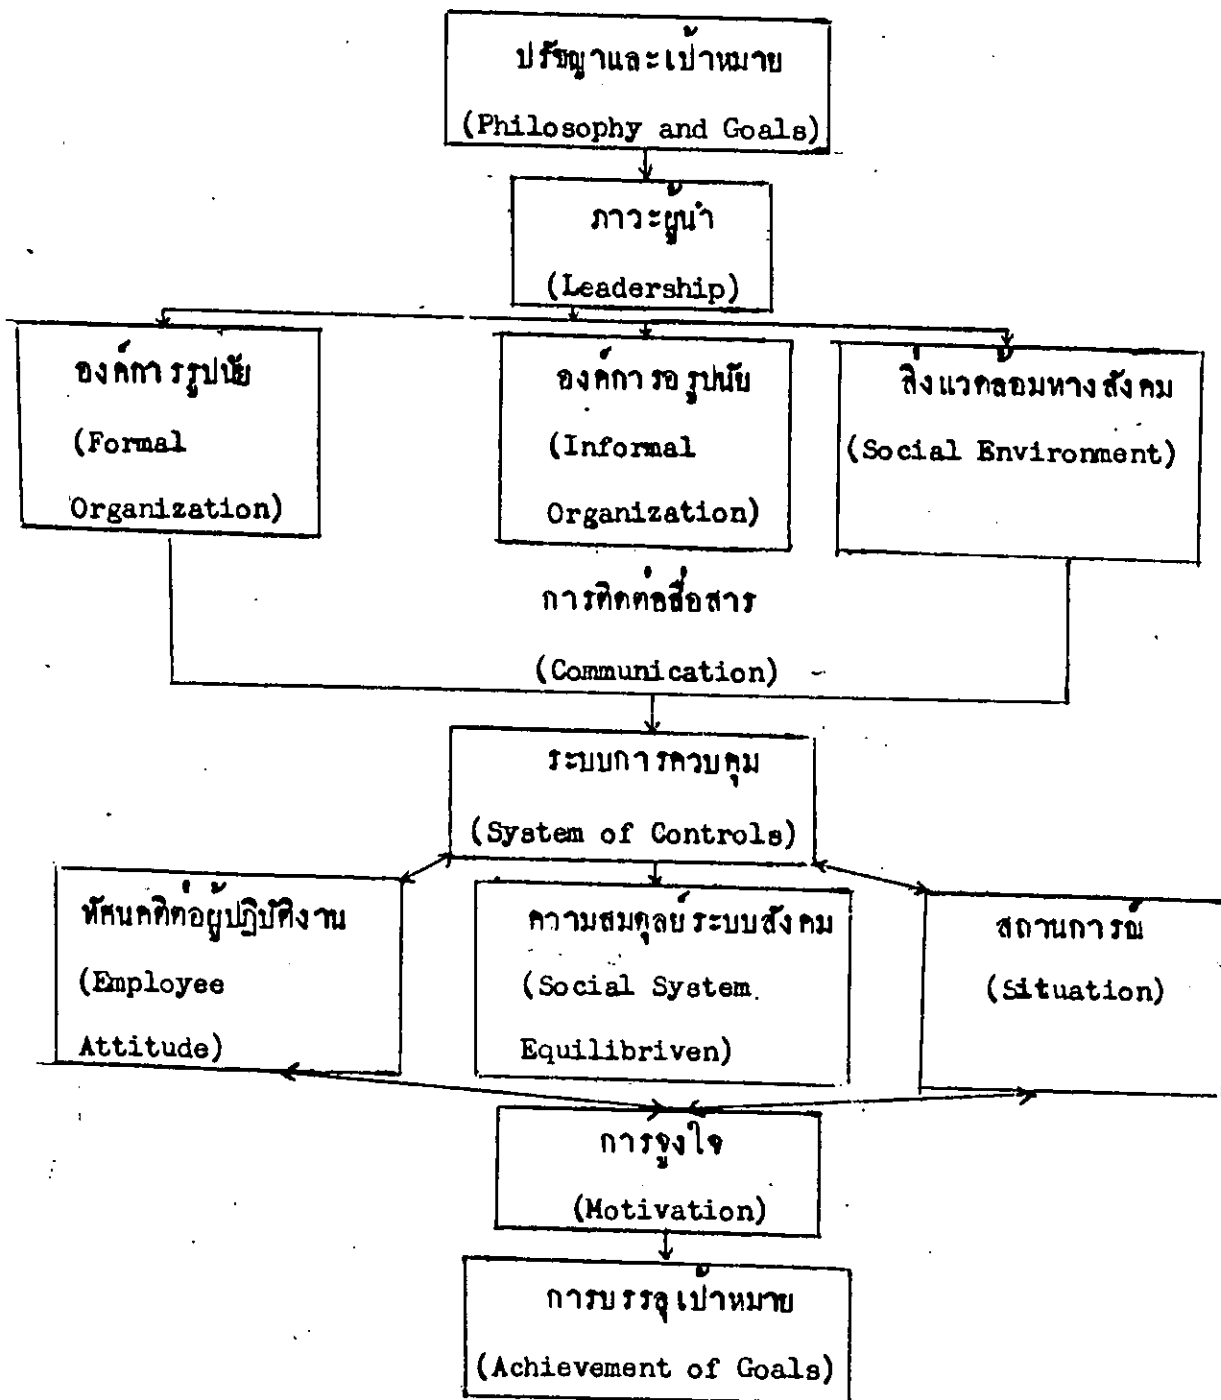 ปรัชญาและเป้าหมาย
(Philosophy and Goals)
ภาวะผู้นำ
(Leadership)
องค์การรูปนัย
(Formal
Organization)
องค์การอรูปนัย
(Informal
Organization)
สิ่งแวดล้อมทางสังคม
(Social Environment)
การติดต่อสื่อสาร
(Communication)
ระบบการควบคุม
(System of Controls)
ทัศนคติต่อผู้ปฏิบัติงาน
(Employee
Attitude)
ความสมดุลย์ระบบสังคม
(Social System
Equilibriven)
สถานการณ์
(Situation)
การจูงใจ
(Motivation)
การบรรลุเป้าหมาย
(Achievement of Goals)